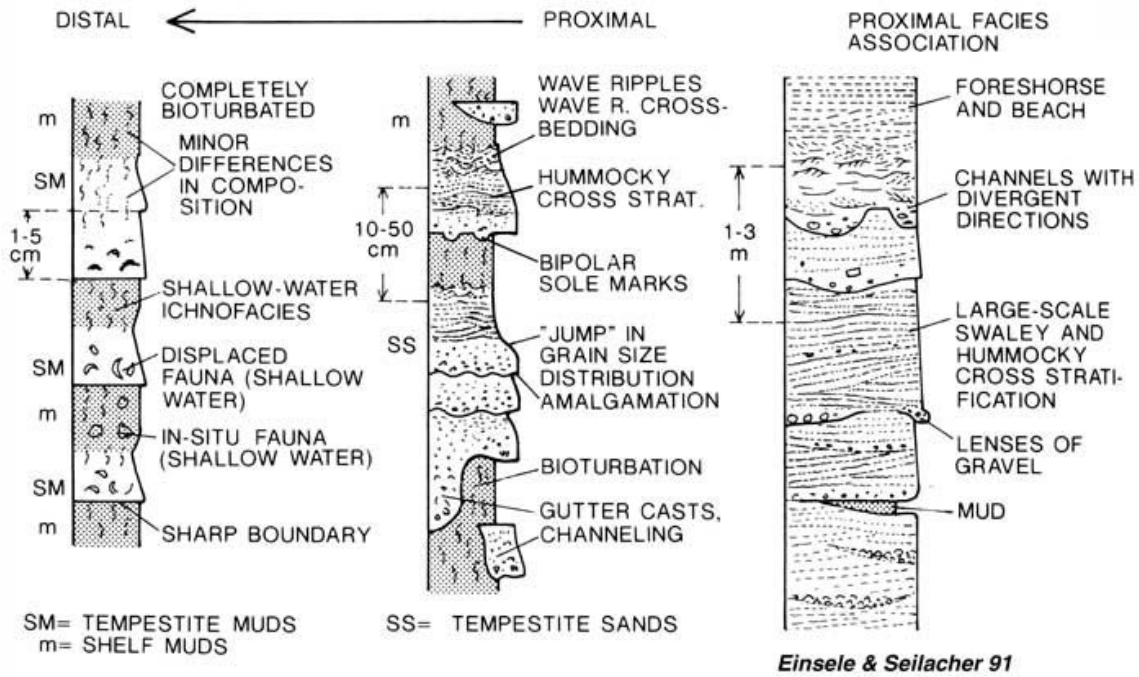 DISTAL
PROXIMAL
PROXIMAL FACIES
ASSOCIATION
COMPLETELY
BIOTURBATED
m
MINOR
DIFFERENCES
IN COMPO-
SITION
SM
1-5
cm
SHALLOW-WATER
ICHNOFACIES
SM
DISPLACED
FAUNA (SHALLOW
WATER)
m
IN-SITU FAUNA
(SHALLOW WATER)
SM
m
SHARP BOUNDARY
SM= TEMPESTITE MUDS
m= SHELF MUDS
m
WAVE RIPPLES
WAVE R. CROSS-
BEDDING
HUMMOCKY
CROSS STRAT.
10-50
cm
BIPOLAR
SOLE MARKS
SS
"JUMP" IN
GRAIN SIZE
DISTRIBUTION
AMALGAMATION
BIOTURBATION
GUTTER CASTS,
CHANNELING
SS= TEMPESTITE SANDS
FORESHORSE
AND BEACH
1-3
m
CHANNELS WITH
DIVERGENT
DIRECTIONS
LARGE-SCALE
SWALEY AND
HUMMOCKY
CROSS STRATI-
FICATION
LENSES OF
GRAVEL
MUD
Einsele & Seilacher 91